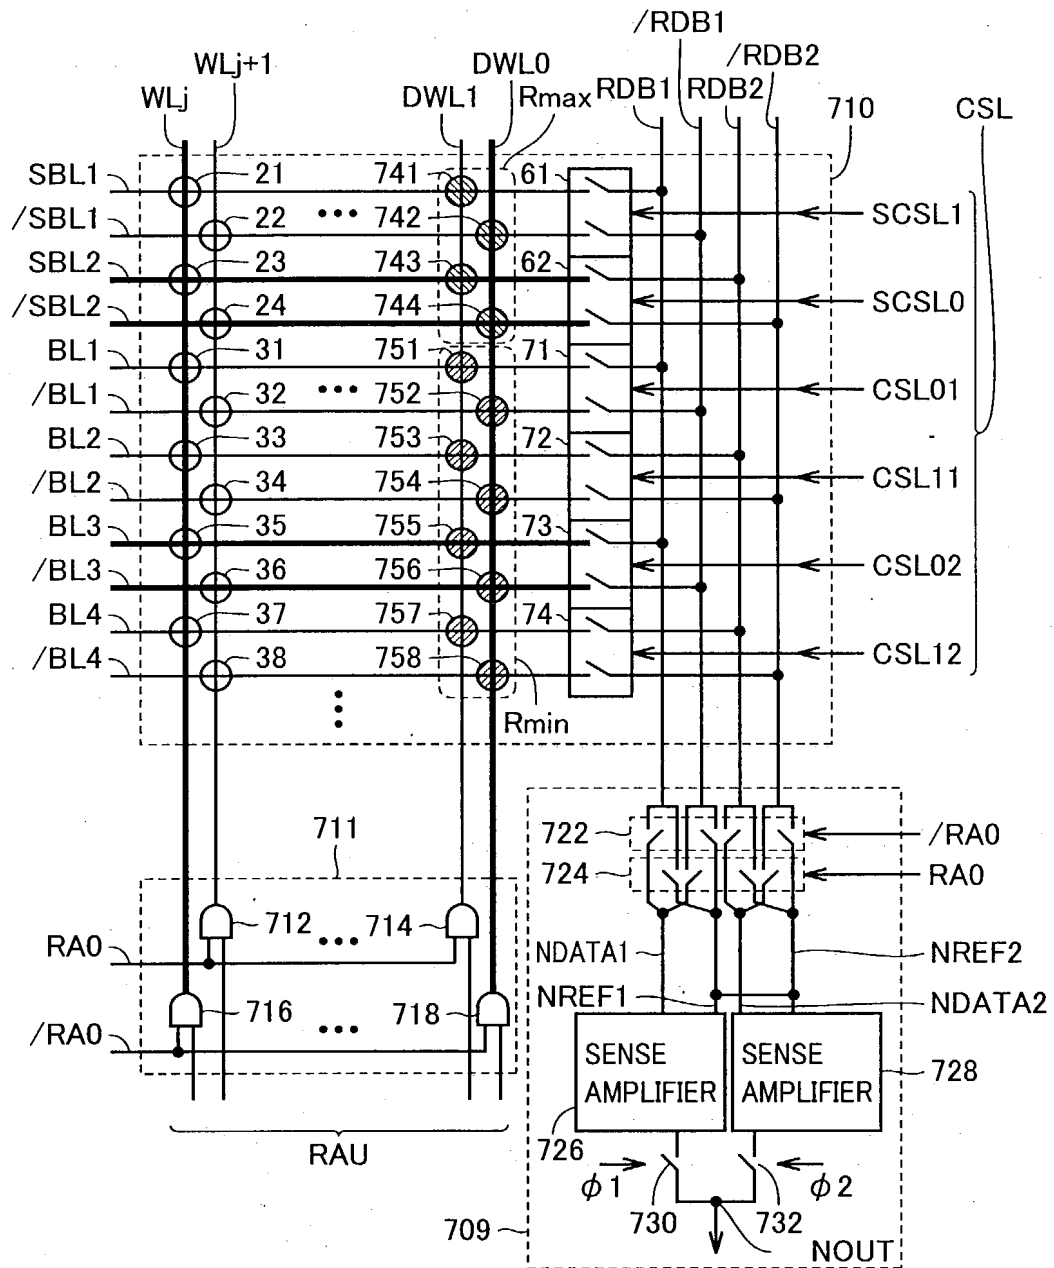 /RDB1
WLj+1
DWL0
/RDB2
WLj
DWL1
Rmax
RDB1
RDB2
710
CSL
SBL1
21
741
61
/SBL1
22
742
SCSL1
SBL2
23
743
62
/SBL2
24
744
SCSL0
BL1
31
751
71
/BL1
32
752
CSL01
BL2
33
753
72
/BL2
34
754
CSL11
BL3
35
755
73
/BL3
36
756
CSL02
BL4
37
757
74
/BL4
38
758
CSL12
Rmin
711
722
/RA0
724
RA0
712
714
RA0
NDATA1
NREF2
NREF1
NDATA2
716
718
/RA0
SENSE AMPLIFIER
SENSE AMPLIFIER
728
726
RAU
φ1
φ2
730
732
709
NOUT